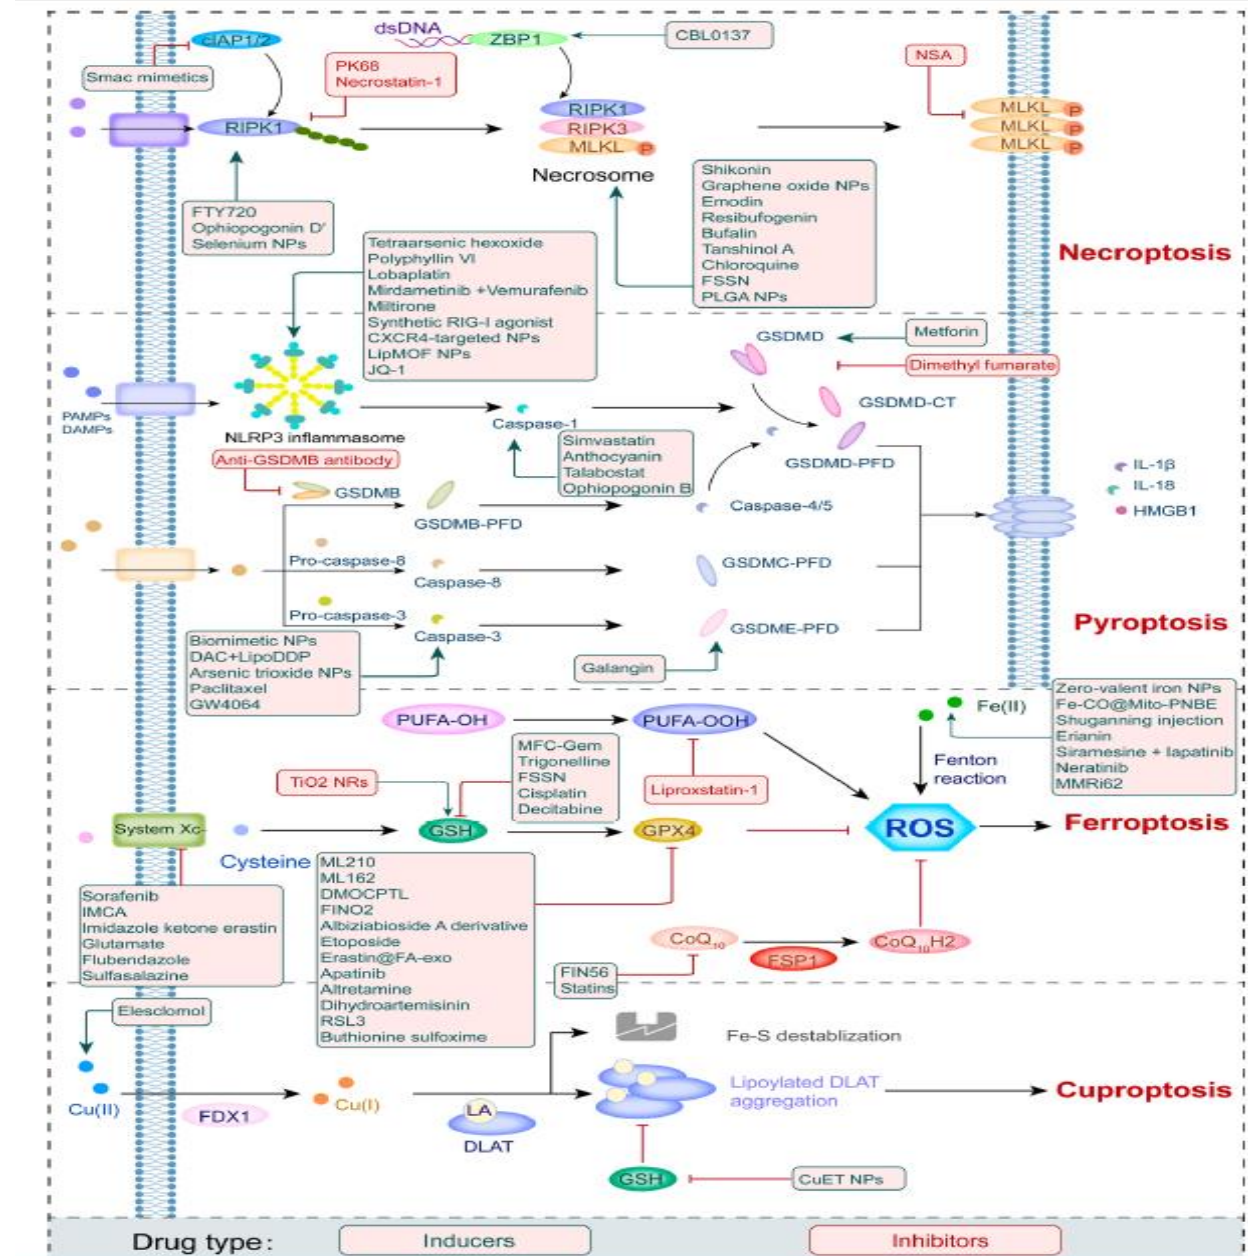 cIAP1/2
dsDNA
ZBP1
CBL0137
Smac mimetics
PK68
Necrostatin-1
NSA
RIPK1
RIPK1
RIPK3
MLKL P
Necrosome
MLKL P
MLKL P
MLKL P
FTY720
Ophiopogonin D'
Selenium NPs
Shikonin
Graphene oxide NPs
Emodin
Resibufogenin
Bufalin
Tanshinol A
Chloroquine
FSSN
PLGA NPs
Necroptosis
Tetraarsenic hexoxide
Polyphyllin VI
Lobaplatin
Mirdametinib +Vemurafenib
Miltirone
Synthetic RIG-I agonist
CXCR4-targeted NPs
LipMOF NPs
JQ-1
GSDMD
Metforin
Dimethyl fumarate
PAMPs
DAMPs
NLRP3 inflammasome
Caspase-1
GSDMD-CT
GSDMD-PFD
Anti-GSDMB antibody
Simvastatin
Anthocyanin
Talabostat
Ophiopogonin B
GSDMB
GSDMB-PFD
Caspase-4/5
IL-1β
IL-18
HMGB1
Pro-caspase-8
Caspase-8
GSDMC-PFD
Pro-caspase-3
Caspase-3
GSDME-PFD
Pyroptosis
Biomimetic NPs
DAC+LipoDDP
Arsenic trioxide NPs
Paclitaxel
GW4064
Galangin
PUFA-OH
PUFA-OOH
Fe(II)
Zero-valent iron NPs
Fe-CO@Mito-PNBE
Shuganning injection
Erianin
Siramesine + lapatinib
Neratinib
MMRi62
Fenton
reaction
MFC-Gem
Trigonelline
FSSN
Cisplatin
Decitabine
TiO2 NRs
Liproxstatin-1
System Xc-
GSH
GPX4
ROS
Ferroptosis
Cysteine
ML210
ML162
DMOCPTL
FINO2
Albiziabioside A derivative
Etoposide
Erastin@FA-exo
Apatinib
Altretamine
Dihydroartemisinin
RSL3
Buthionine sulfoxime
Sorafenib
IMCA
Imidazole ketone erastin
Glutamate
Flubendazole
Sulfasalazine
CoQ10
FSP1
CoQ10H2
FIN56
Statins
Elesclomol
Cu(II)
FDX1
Cu(I)
LA
DLAT
Fe-S destablization
Lipoylated DLAT
aggregation
Cuproptosis
GSH
CuET NPs
Drug type:
Inducers
Inhibitors